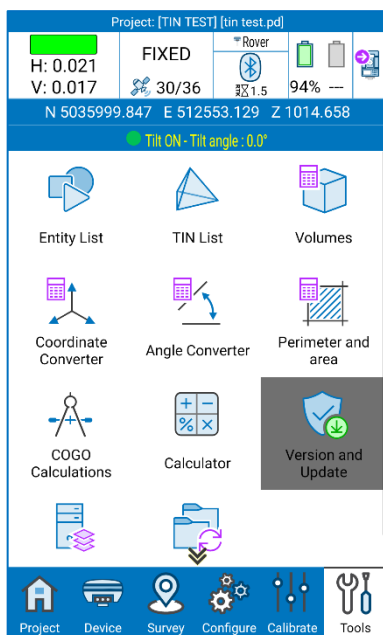 Project: [TIN TEST] [tin test.pd]
H: 0.021
V: 0.017
FIXED
30/36
Rover
1.5
94% ---
N 5035999.847 E 512553.129 Z 1014.658
Tilt ON - Tilt angle : 0.0°
Entity List
TIN List
Volumes
Coordinate
Converter
Angle Converter
Perimeter and
area
COGO
Calculations
Calculator
Version and
Update
Project
Device
Survey
Configure
Calibrate
Tools